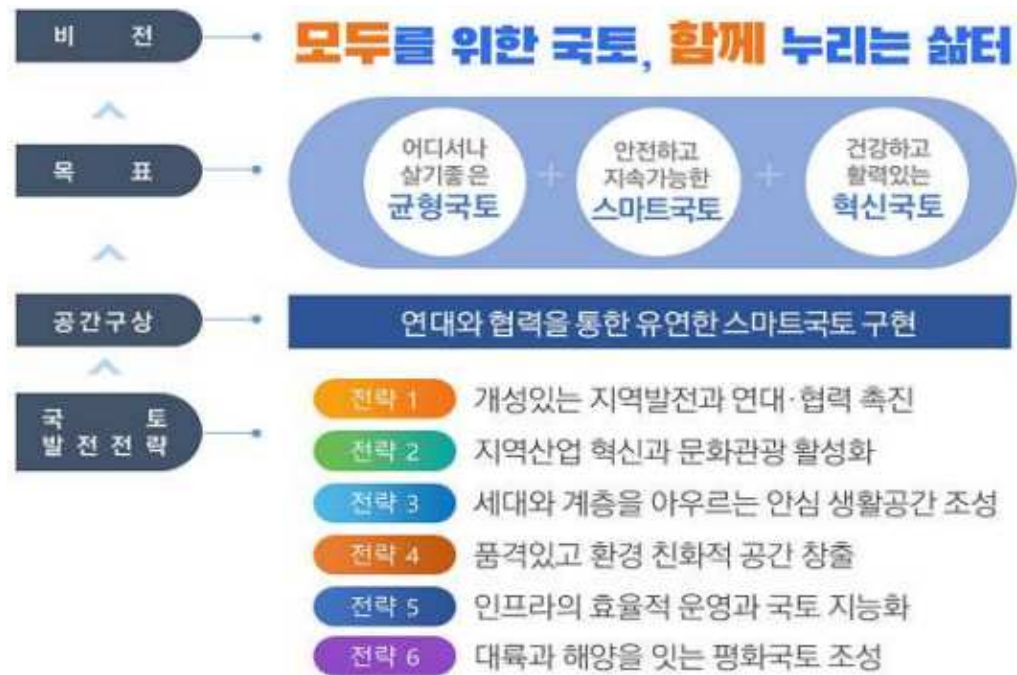 비 전
모두를 위한 국토, 함께 누리는 삶터
목 표
어디서나
살기좋은
균형국토
+
안전하고
지속가능한
스마트국토
+
건강하고
활력있는
혁신국토
공간구상
연대와 협력을 통한 유연한 스마트국토 구현
국 토
발 전 전 략
전략 1 개성있는 지역발전과 연대·협력 촉진
전략 2 지역산업 혁신과 문화관광 활성화
전략 3 세대와 계층을 아우르는 안심 생활공간 조성
전략 4 품격있고 환경 친화적 공간 창출
전략 5 인프라의 효율적 운영과 국토 지능화
전략 6 대륙과 해양을 잇는 평화국토 조성